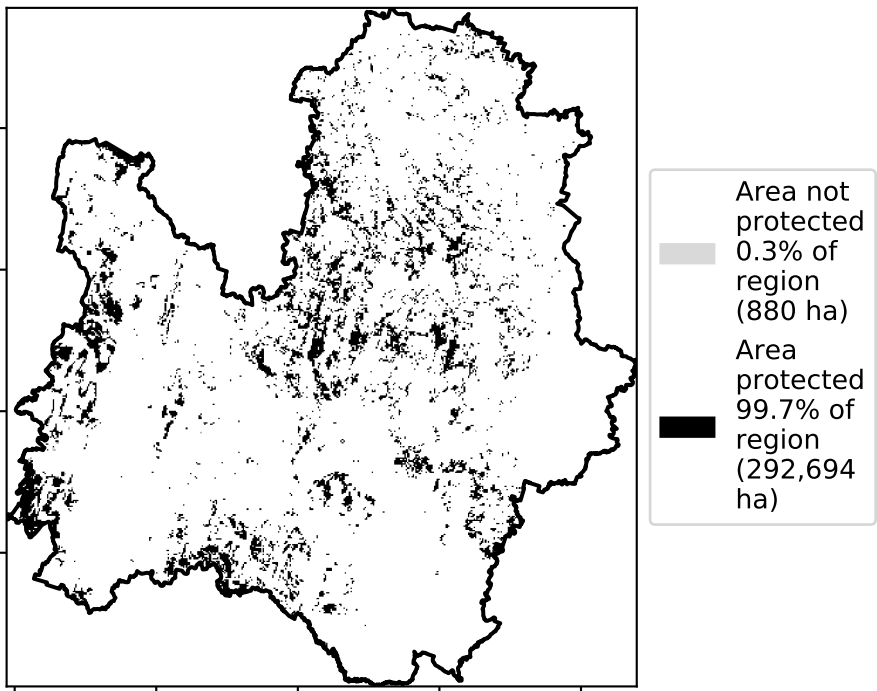 Area not
protected
0.3% of
region
(880 ha)
Area
protected
99.7% of
region
(292,694
ha)